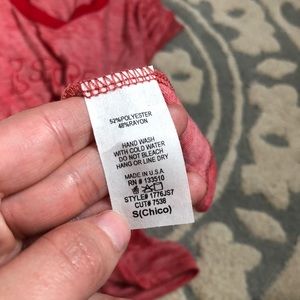 52%POLYESTER
48%RAYON
HAND WASH
WITH COLD WATER
DO NOT BLEACH
HANG OR LINE DRY
MADE IN U.S.A
RN # 133510
STYLE# 1776JS7
CUT# 7538
S(Chico)